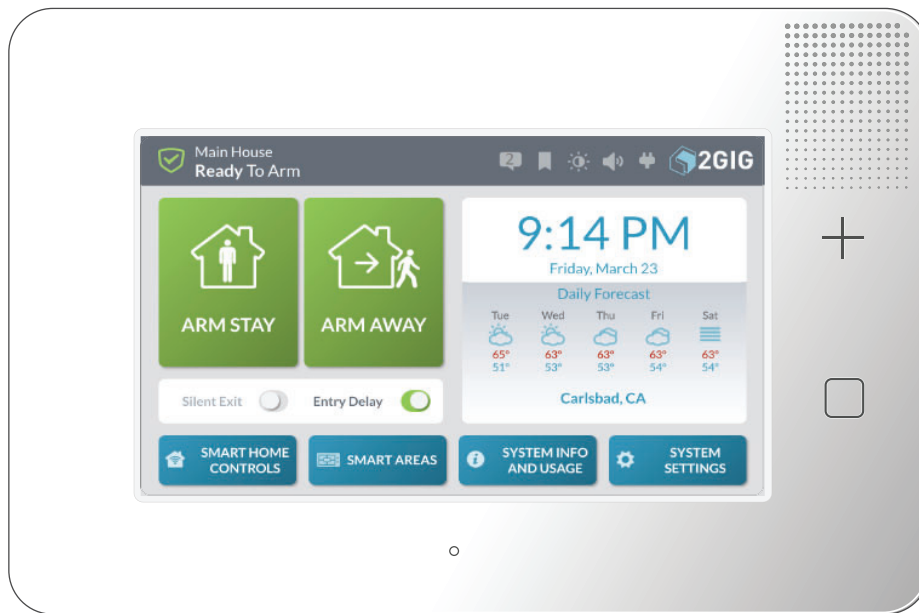 Main House
Ready To Arm
2
2GIG
ARM STAY
ARM AWAY
Silent Exit
Entry Delay
9:14 PM
Friday, March 23
Daily Forecast
Tue Wed Thu Fri Sat
65° 63° 63° 63° 63°
51° 53° 53° 54° 54°
Carlsbad, CA
SMART HOME
CONTROLS
SMART AREAS
SYSTEM INFO
AND USAGE
SYSTEM
SETTINGS